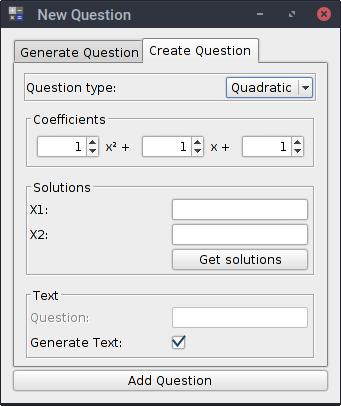 New Question
Generate Question Create Question
Question type: Quadratic
Coefficients
1 x² + 1 x + 1
Solutions
X1:
X2:
Get solutions
Text
Question:
Generate Text:
Add Question